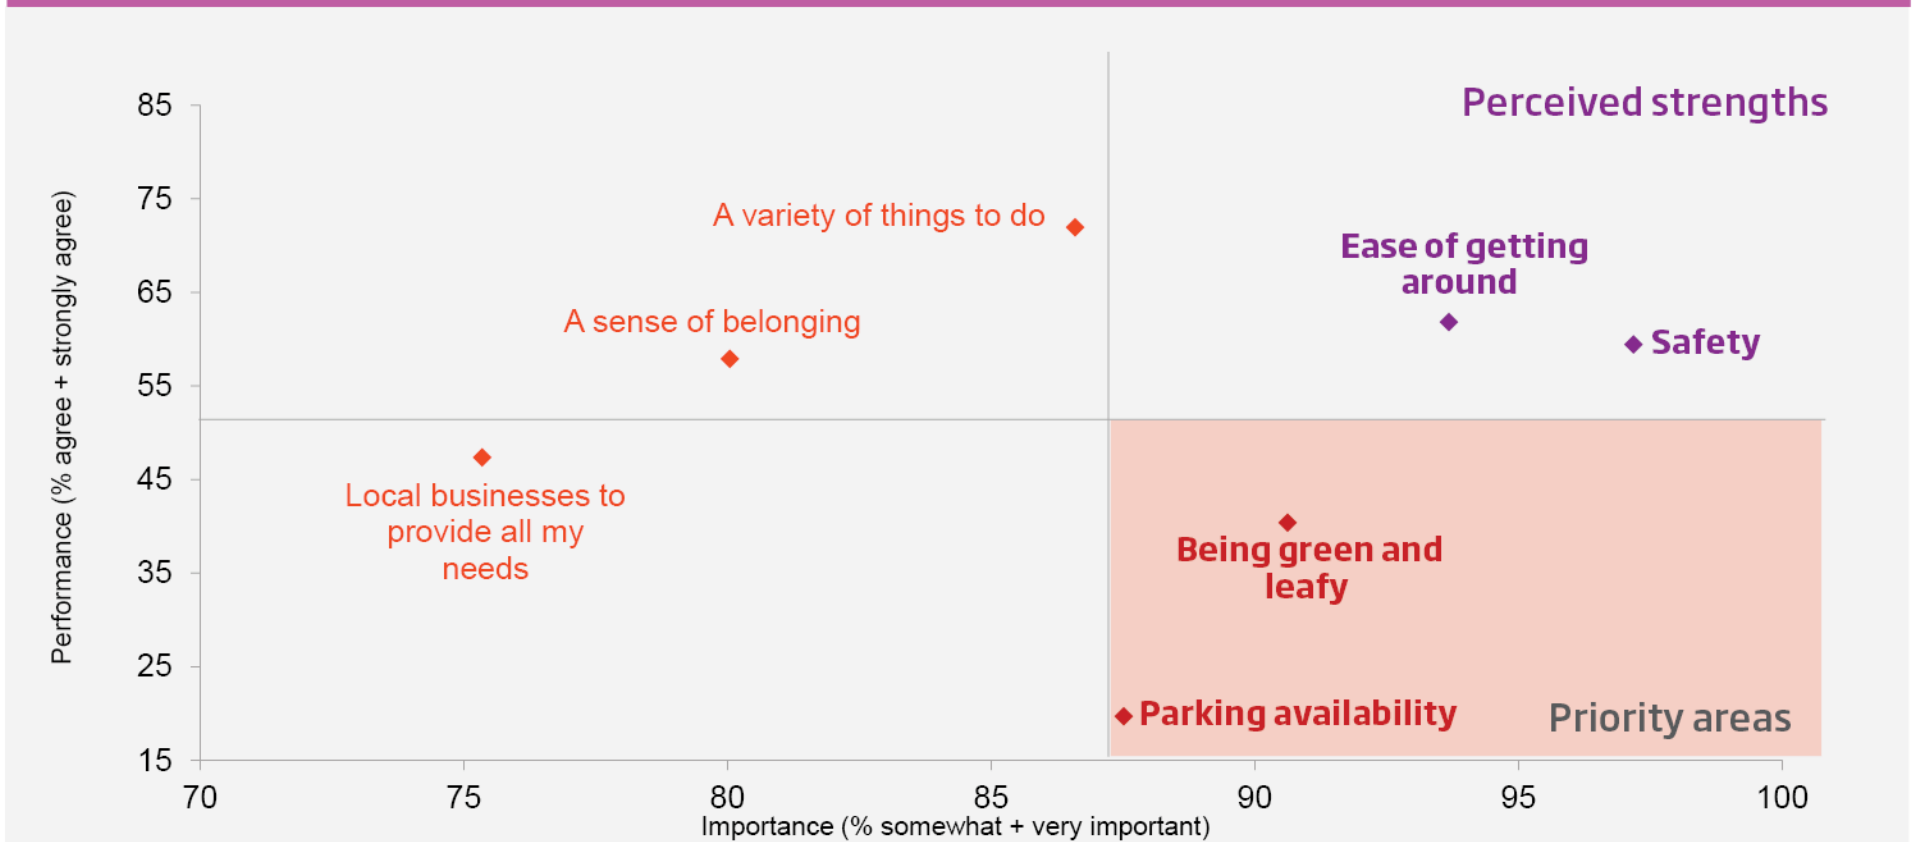 Perceived strengths
85
75
65
55
45
35
25
15
Performance (% agree + strongly agree)
A variety of things to do
Ease of getting
around
A sense of belonging
Safety
Local businesses to
provide all my
needs
Being green and
leafy
Parking availability
Priority areas
70 75 80 85 90 95 100
Importance (% somewhat + very important)